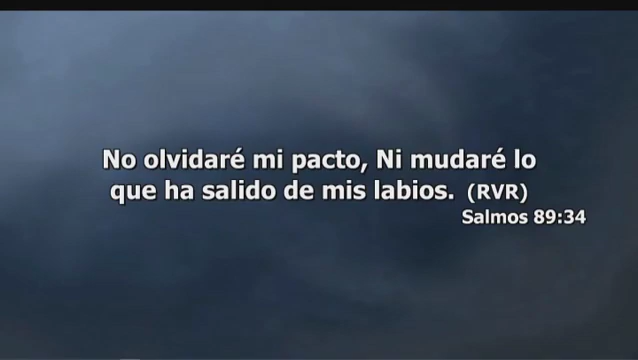 No olvidaré mi pacto, Ni mudaré lo
que ha salido de mis labios. (RVR)
Salmos 89:34